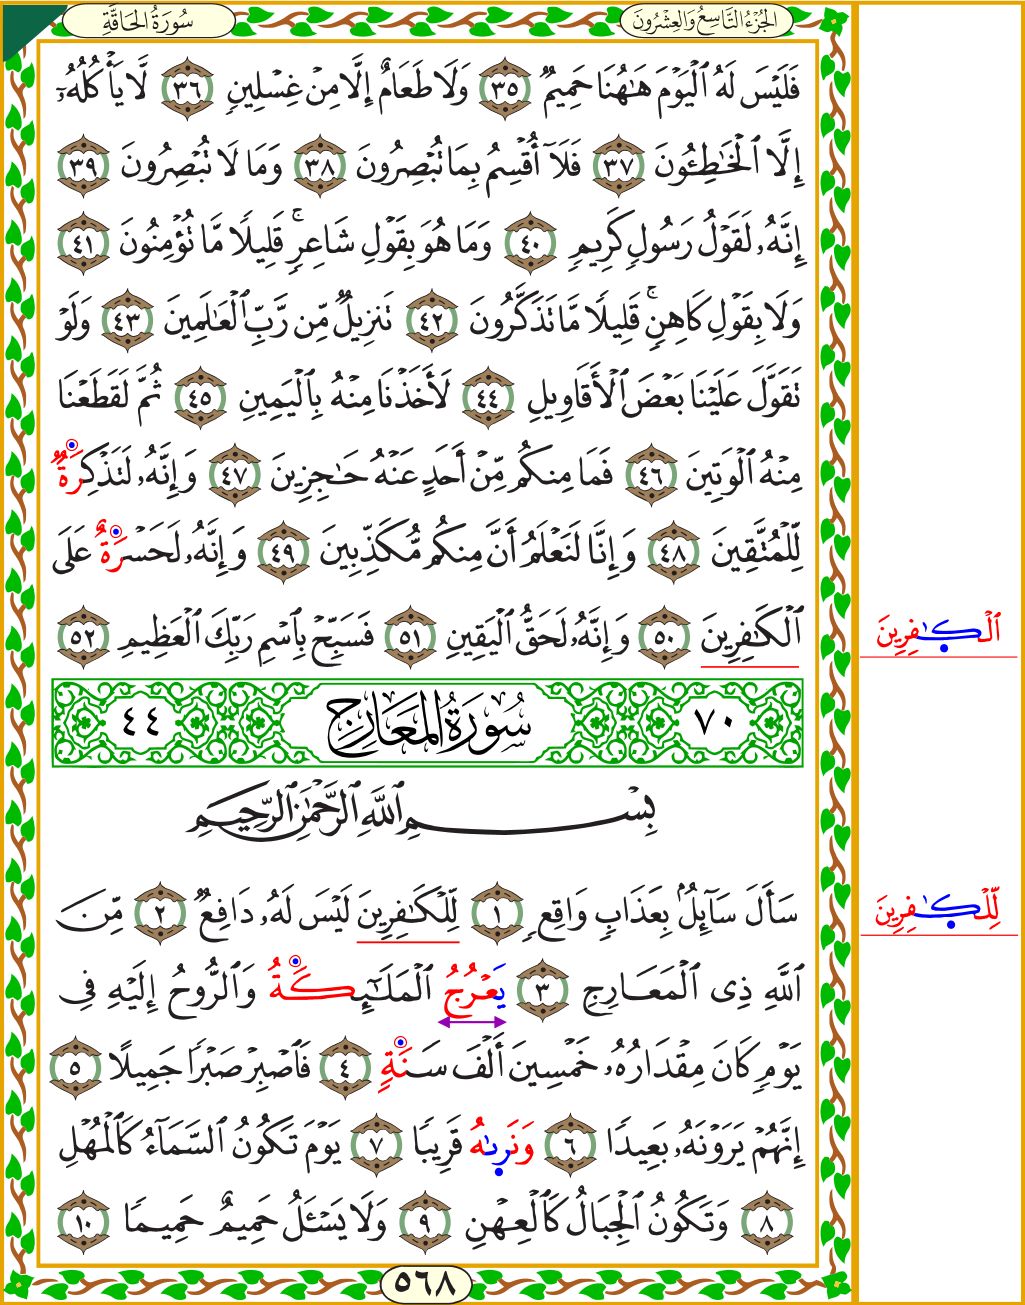 سُورَةُ الحَاقَّةِ
الجُزْءُ التَّاسِعُ وَالعِشْرُونَ
فَلَيْسَ لَهُ ٱلْيَوْمَ هَـٰهُنَا حَمِيمٌ ٣٥ وَلَا طَعَامٌ إِلَّا مِنْ غِسْلِينٍ ٣٦ لَّا يَأْكُلُهُۥٓ
إِلَّا ٱلْخَـٰطِـُٔونَ ٣٧ فَلَآ أُقْسِمُ بِمَا تُبْصِرُونَ ٣٨ وَمَا لَا تُبْصِرُونَ ٣٩
إِنَّهُۥ لَقَوْلُ رَسُولٍ كَرِيمٍ ٤٠ وَمَا هُوَ بِقَوْلِ شَاعِرٍ ۚ قَلِيلًا مَّا تُؤْمِنُونَ ٤١
وَلَا بِقَوْلِ كَاهِنٍ ۚ قَلِيلًا مَّا تَذَكَّرُونَ ٤٢ تَنزِيلٌ مِّن رَّبِّ ٱلْعَـٰلَمِينَ ٤٣ وَلَوْ
تَقَوَّلَ عَلَيْنَا بَعْضَ ٱلْأَقَاوِيلِ ٤٤ لَأَخَذْنَا مِنْهُ بِٱلْيَمِينِ ٤٥ ثُمَّ لَقَطَعْنَا
مِنْهُ ٱلْوَتِينَ ٤٦ فَمَا مِنكُم مِّنْ أَحَدٍ عَنْهُ حَـٰجِزِينَ ٤٧ وَإِنَّهُۥ لَتَذْكِرَةٌ
لِّلْمُتَّقِينَ ٤٨ وَإِنَّا لَنَعْلَمُ أَنَّ مِنكُم مُّكَذِّبِينَ ٤٩ وَإِنَّهُۥ لَحَسْرَةٌ عَلَى
ٱلْكَـٰفِرِينَ ٥٠ وَإِنَّهُۥ لَحَقُّ ٱلْيَقِينِ ٥١ فَسَبِّحْ بِٱسْمِ رَبِّكَ ٱلْعَظِيمِ ٥٢
ٱلْكَـٰفِرِينَ
٧٠ سُورَةُ المَعَارِجِ ٤٤
بِسْمِ ٱللَّهِ ٱلرَّحْمَـٰنِ ٱلرَّحِيمِ
سَأَلَ سَآئِلٌۢ بِعَذَابٍ وَاقِعٍ ١ لِّلْكَـٰفِرِينَ لَيْسَ لَهُۥ دَافِعٌ ٢ مِّنَ
لِّلْكَـٰفِرِينَ
ٱللَّهِ ذِى ٱلْمَعَارِجِ ٣ يَعْرُجُ ٱلْمَلَـٰٓئِكَةُ وَٱلرُّوحُ إِلَيْهِ فِى
يَوْمٍ كَانَ مِقْدَارُهُۥ خَمْسِينَ أَلْفَ سَنَةٍ ٤ فَٱصْبِرْ صَبْرًا جَمِيلًا ٥
إِنَّهُمْ يَرَوْنَهُۥ بَعِيدًا ٦ وَنَرَىٰهُ قَرِيبًا ٧ يَوْمَ تَكُونُ ٱلسَّمَآءُ كَٱلْمُهْلِ
٨ وَتَكُونُ ٱلْجِبَالُ كَٱلْعِهْنِ ٩ وَلَا يَسْـَٔلُ حَمِيمٌ حَمِيمًا ١٠
٥٦٨